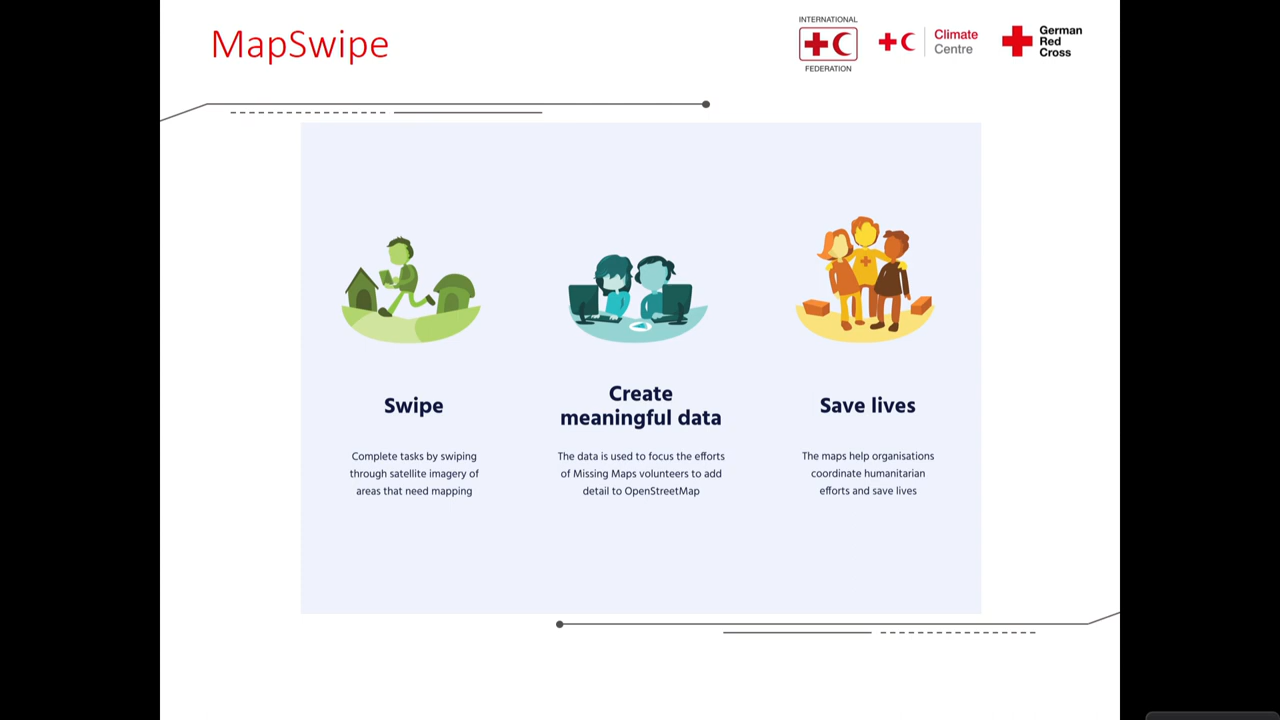 MapSwipe
INTERNATIONAL
FEDERATION
Climate
Centre
German
Red
Cross
Swipe
Complete tasks by swiping
through satellite imagery of
areas that need mapping
Create
meaningful data
The data is used to focus the efforts
of Missing Maps volunteers to add
detail to OpenStreetMap
Save lives
The maps help organisations
coordinate humanitarian
efforts and save lives